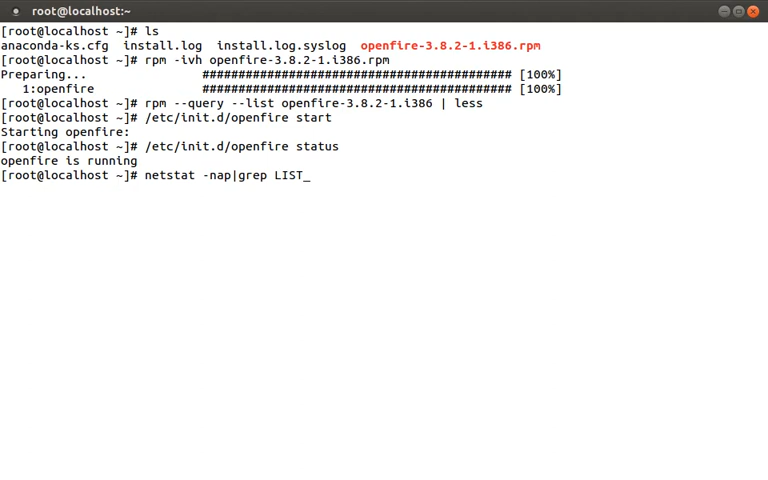 root@localhost:~
[root@localhost ~]# ls
anaconda-ks.cfg  install.log  install.log.syslog  openfire-3.8.2-1.i386.rpm
[root@localhost ~]# rpm -ivh openfire-3.8.2-1.i386.rpm
Preparing...                ########################################### [100%]
   1:openfire               ########################################### [100%]
[root@localhost ~]# rpm --query --list openfire-3.8.2-1.i386 | less
[root@localhost ~]# /etc/init.d/openfire start
Starting openfire:
[root@localhost ~]# /etc/init.d/openfire status
openfire is running
[root@localhost ~]# netstat -nap|grep LIST_